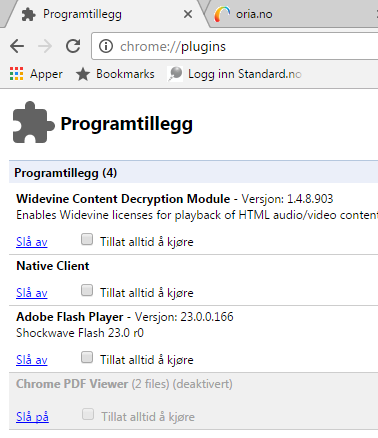 Programtillegg
oria.no
chrome://plugins
Apper
Bookmarks
Logg inn Standard.no
Programtillegg
Programtillegg (4)
Widevine Content Decryption Module - Versjon: 1.4.8.903
Enables Widevine licenses for playback of HTML audio/video content
Slå av Tillat alltid å kjøre
Native Client
Slå av Tillat alltid å kjøre
Adobe Flash Player - Versjon: 23.0.0.166
Shockwave Flash 23.0 r0
Slå av Tillat alltid å kjøre
Chrome PDF Viewer (2 files) (deaktivert)
Slå på Tillat alltid å kjøre